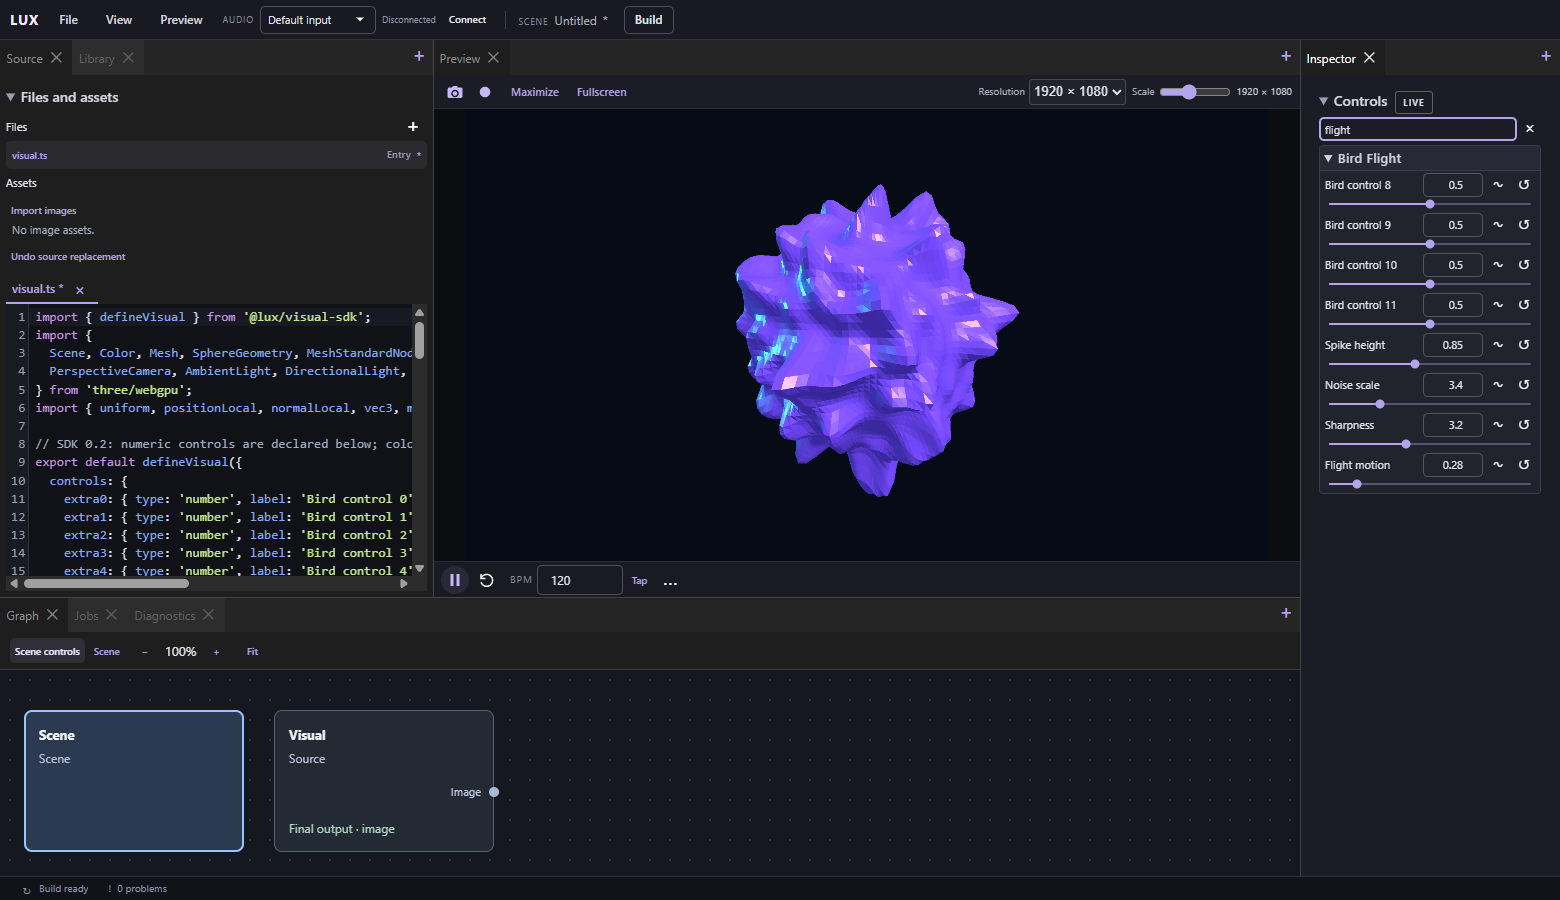 LUX File View Preview AUDIO Default input Disconnected Connect SCENE Untitled * Build
Source Library +
Files and assets
Files +
visual.ts Entry *
Assets
Import images
No image assets.
Undo source replacement
visual.ts *
1 import { defineVisual } from '@lux/visual-sdk';
2 import {
3 Scene, Color, Mesh, SphereGeometry, MeshStandardNod
4 PerspectiveCamera, AmbientLight, DirectionalLight,
5 } from 'three/webgpu';
6 import { uniform, positionLocal, normalLocal, vec3, m
7
8 // SDK 0.2: numeric controls are declared below; colo
9 export default defineVisual({
10 controls: {
11 extra0: { type: 'number', label: 'Bird control 0'
12 extra1: { type: 'number', label: 'Bird control 1'
13 extra2: { type: 'number', label: 'Bird control 2'
14 extra3: { type: 'number', label: 'Bird control 3'
15 extra4: { type: 'number', label: 'Bird control 4'
Preview +
Maximize Fullscreen Resolution 1920 × 1080 Scale 1920 × 1080
BPM 120 Tap ...
Inspector +
Controls LIVE
flight
Bird Flight
Bird control 8 0.5
Bird control 9 0.5
Bird control 10 0.5
Bird control 11 0.5
Spike height 0.85
Noise scale 3.4
Sharpness 3.2
Flight motion 0.28
Graph Jobs Diagnostics +
Scene controls Scene − 100% + Fit
Scene
Scene
Visual
Source
Image
Final output · image
Build ready ! 0 problems